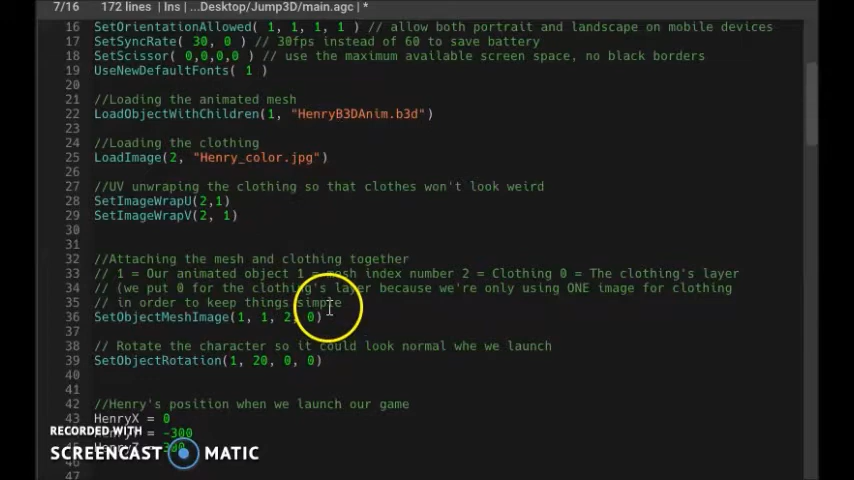 7/16 172 lines | Ins | ...Desktop/Jump3D/main.agc | *
16 SetOrientationAllowed( 1, 1, 1, 1 ) // allow both portrait and landscape on mobile devices
17 SetSyncRate( 30, 0 ) // 30fps instead of 60 to save battery
18 SetScissor( 0,0,0,0 ) // use the maximum available screen space, no black borders
19 UseNewDefaultFonts( 1 )
20
21 //Loading the animated mesh
22 LoadObjectWithChildren(1, "HenryB3DAnim.b3d")
23
24 //Loading the clothing
25 LoadImage(2, "Henry_color.jpg")
26
27 //UV unwraping the clothing so that clothes won't look weird
28 SetImageWrapU(2,1)
29 SetImageWrapV(2, 1)
30
31
32 //Attaching the mesh and clothing together
33 // 1 = Our animated object 1 = mesh index number 2 = Clothing 0 = The clothing's layer
34 // (we put 0 for the clothing's layer because we're only using ONE image for clothing
35 // in order to keep things simple
36 SetObjectMeshImage(1, 1, 2, 0)
37
38 // Rotate the character so it could look normal whe we launch
39 SetObjectRotation(1, 20, 0, 0)
40
41
42 //Henry's position when we launch our game
43 HenryX = 0
= -300
47
RECORDED WITH
SCREENCAST MATIC